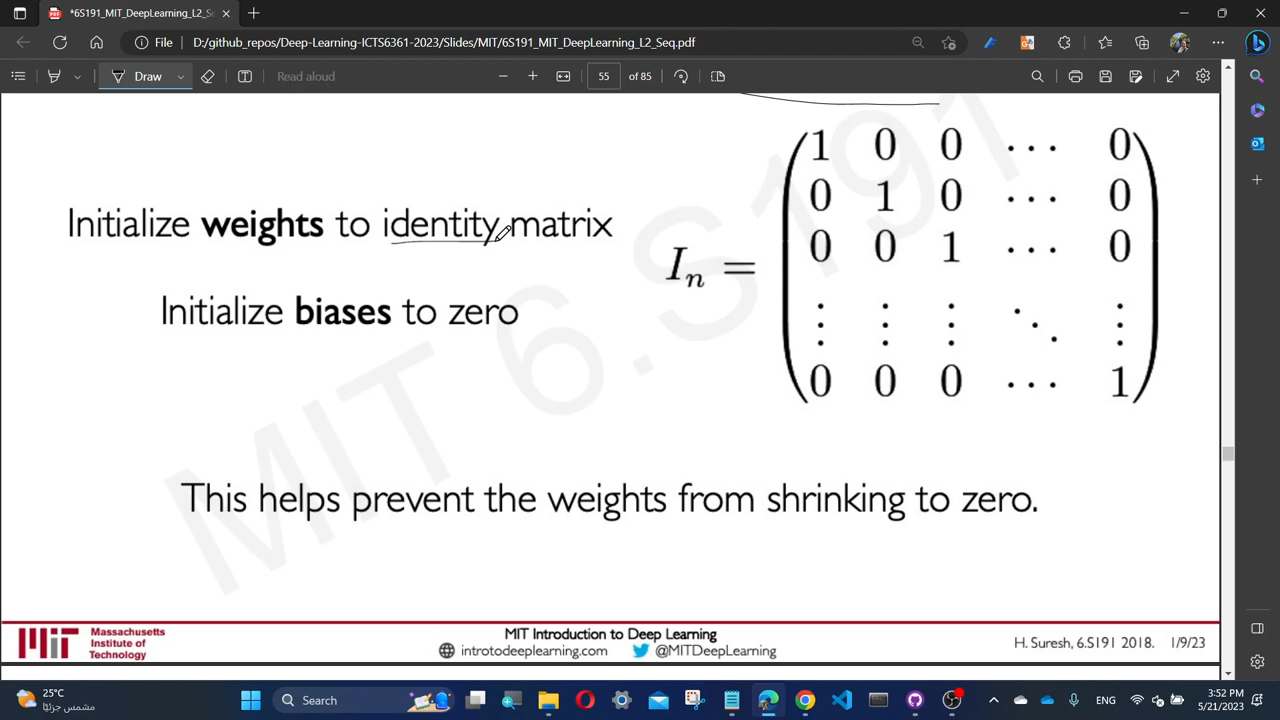 *6S191_MIT_DeepLearning_L2_Se
File D:/github_repos/Deep-Learning-ICTS6361-2023/Slides/MIT/6S191_MIT_DeepLearning_L2_Seq.pdf
Draw Read aloud 55 of 85
MIT 6.S191
Initialize weights to identity matrix
Initialize biases to zero
Iₙ =
1 0 0 ⋯ 0
0 1 0 ⋯ 0
0 0 1 ⋯ 0
⋮ ⋮ ⋮ ⋱ ⋮
0 0 0 ⋯ 1
This helps prevent the weights from shrinking to zero.
Massachusetts
Institute of
Technology
MIT Introduction to Deep Learning
introtodeeplearning.com @MITDeepLearning
H. Suresh, 6.S191 2018. 1/9/23
25°C
مشمس جزئيًا
Search
ENG
3:52 PM
5/21/2023